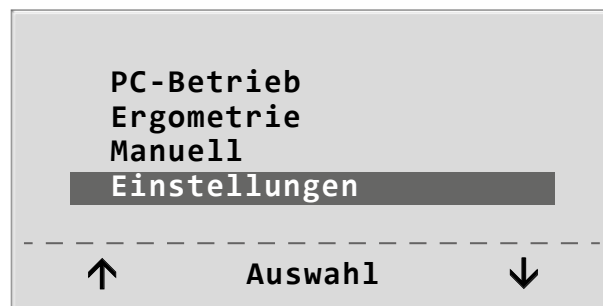 PC-Betrieb
Ergometrie
Manuell
Einstellungen
↑ Auswahl ↓